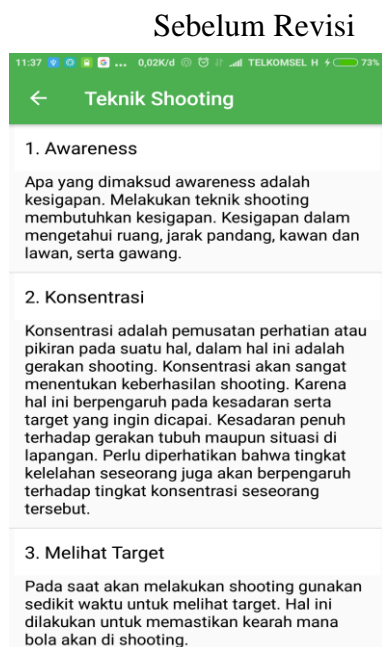 Sebelum Revisi
11:37 ... 0,02K/d TELKOMSEL H 73%
Teknik Shooting
1. Awareness
Apa yang dimaksud awareness adalah
kesigapan. Melakukan teknik shooting
membutuhkan kesigapan. Kesigapan dalam
mengetahui ruang, jarak pandang, kawan dan
lawan, serta gawang.
2. Konsentrasi
Konsentrasi adalah pemusatan perhatian atau
pikiran pada suatu hal, dalam hal ini adalah
gerakan shooting. Konsentrasi akan sangat
menentukan keberhasilan shooting. Karena
hal ini berpengaruh pada kesadaran serta
target yang ingin dicapai. Kesadaran penuh
terhadap gerakan tubuh maupun situasi di
lapangan. Perlu diperhatikan bahwa tingkat
kelelahan seseorang juga akan berpengaruh
terhadap tingkat konsentrasi seseorang
tersebut.
3. Melihat Target
Pada saat akan melakukan shooting gunakan
sedikit waktu untuk melihat target. Hal ini
dilakukan untuk memastikan kearah mana
bola akan di shooting.